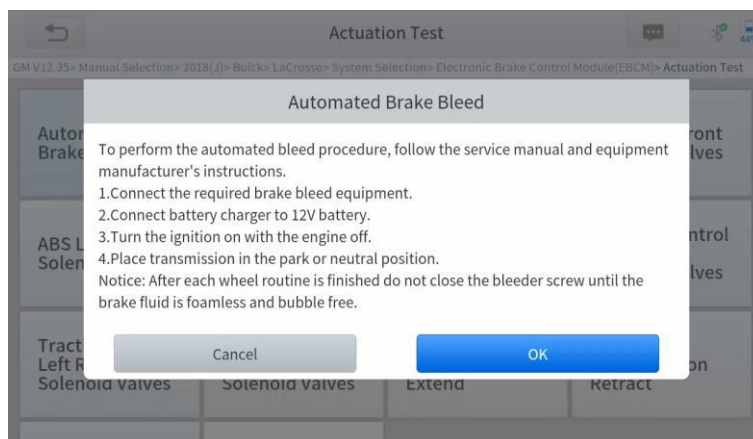 Actuation Test
GM V12.35> Manual Selection> 2018(J)> Buick> LaCrosse> System Selection> Electronic Brake Control Module(EBCM)> Actuation Test
Automated Brake Bleed
To perform the automated bleed procedure, follow the service manual and equipment
manufacturer's instructions.
1.Connect the required brake bleed equipment.
2.Connect battery charger to 12V battery.
3.Turn the ignition on with the engine off.
4.Place transmission in the park or neutral position.
Notice: After each wheel routine is finished do not close the bleeder screw until the
brake fluid is foamless and bubble free.
Cancel
OK
ABS L
Tract
Left R
Solenoid Valves
Solenoid Valves
Extend
Retract